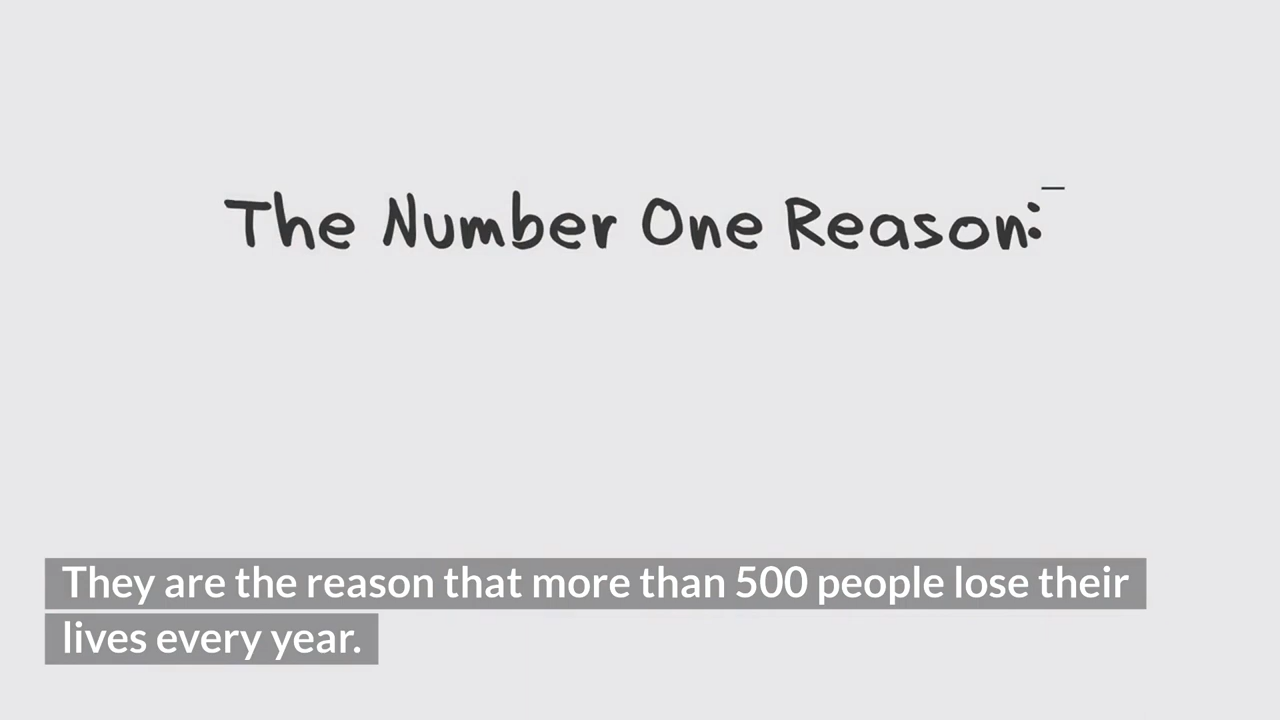 The Number One Reason:
They are the reason that more than 500 people lose their
lives every year.